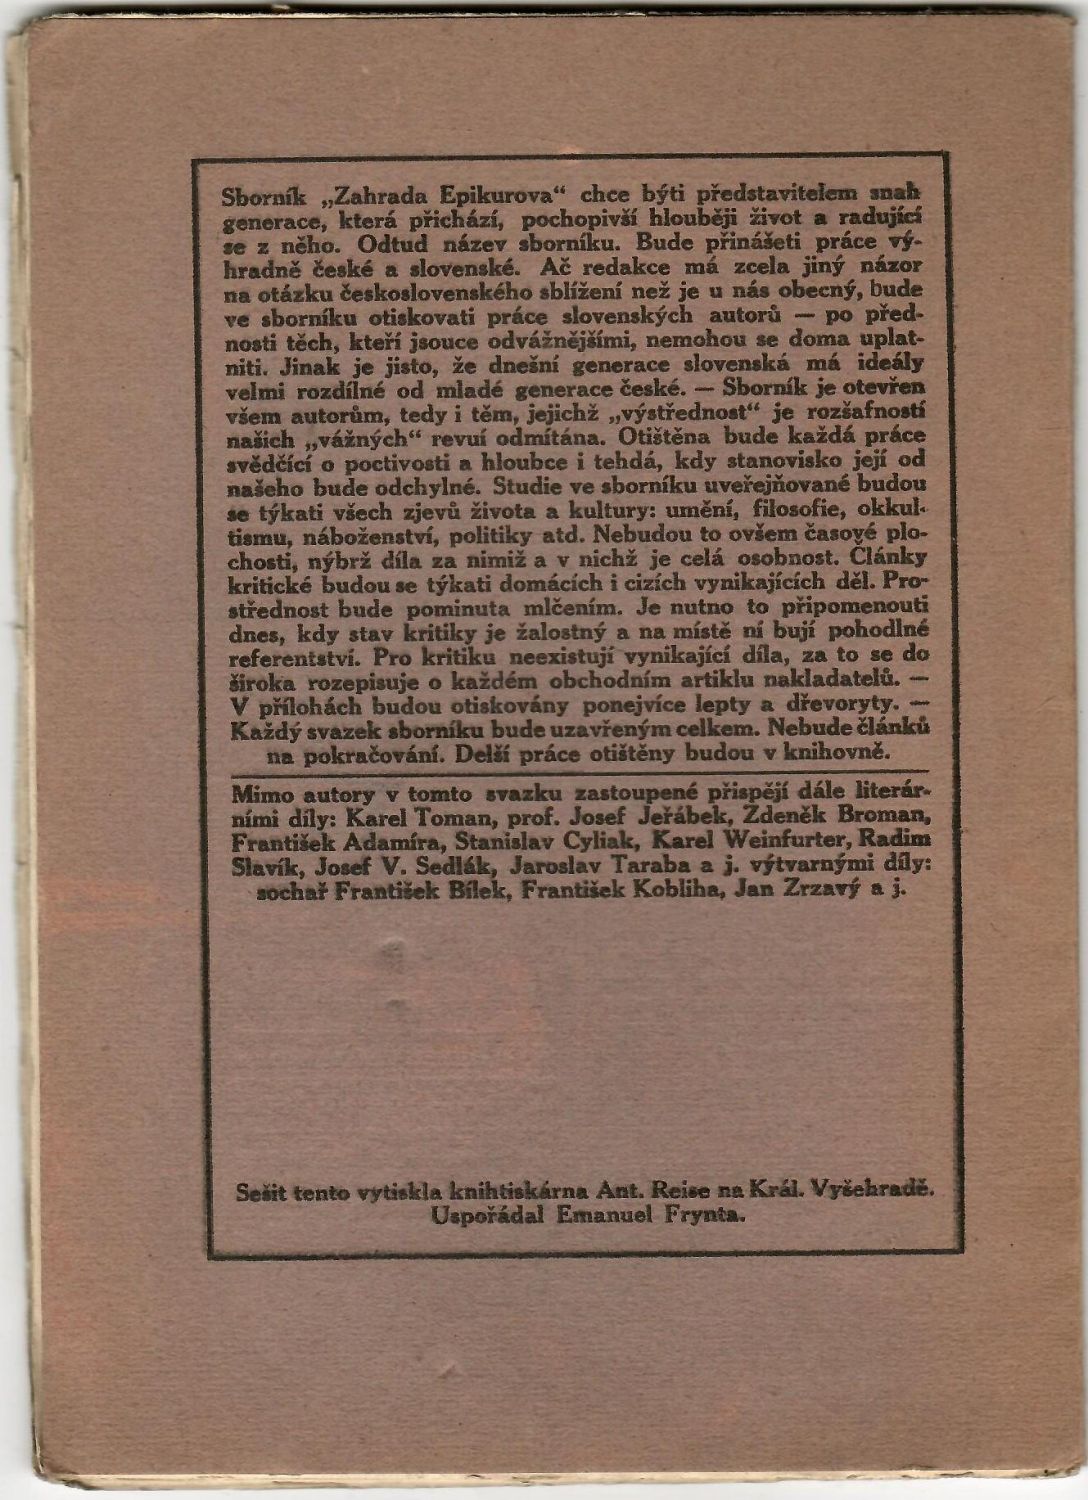 Sborník „Zahrada Epikurova“ chce býti představitelem snah
generace, která přichází, pochopivší hlouběji život a radující
se z něho. Odtud název sborníku. Bude přinášeti práce vý-
hradně české a slovenské. Ač redakce má zcela jiný názor
na otázku československého sblížení než je u nás obecný, bude
ve sborníku otiskovati práce slovenských autorů — po před-
nosti těch, kteří jsouce odvážnějšími, nemohou se doma uplat-
niti. Jinak je jisto, že dnešní generace slovenská má ideály
velmi rozdílné od mladé generace české. — Sborník je otevřen
všem autorům, tedy i těm, jejichž „výstřednost“ je rozšafností
našich „vážných“ revuí odmítána. Otištěna bude každá práce
svědčící o poctivosti a hloubce i tehdá, kdy stanovisko její od
našeho bude odchylné. Studie ve sborníku uveřejňované budou
se týkati všech zjevů života a kultury: umění, filosofie, okkul-
tismu, náboženství, politiky atd. Nebudou to ovšem časové plo-
chosti, nýbrž díla za nimiž a v nichž je celá osobnost. Články
kritické budou se týkati domácích i cizích vynikajících děl. Pro-
střednost bude pominuta mlčením. Je nutno to připomenouti
dnes, kdy stav kritiky je žalostný a na místě ní bují pohodlné
referentství. Pro kritiku neexistují vynikající díla, za to se do
široka rozepisuje o každém obchodním artiklu nakladatelů. —
V přílohách budou otiskovány ponejvíce lepty a dřevoryty. —
Každý svazek sborníku bude uzavřeným celkem. Nebude článků
na pokračování. Delší práce otištěny budou v knihovně.
Mimo autory v tomto svazku zastoupené přispějí dále literár-
ními díly: Karel Toman, prof. Josef Jeřábek, Zdeněk Broman,
František Adamíra, Stanislav Cyliak, Karel Weinfurter, Radim
Slavík, Josef V. Sedlák, Jaroslav Taraba a j. výtvarnými díly:
sochař František Bílek, František Kobliha, Jan Zrzavý a j.
Sešit tento vytiskla knihtiskárna Ant. Reise na Král. Vyšehradě.
Uspořádal Emanuel Frynta.